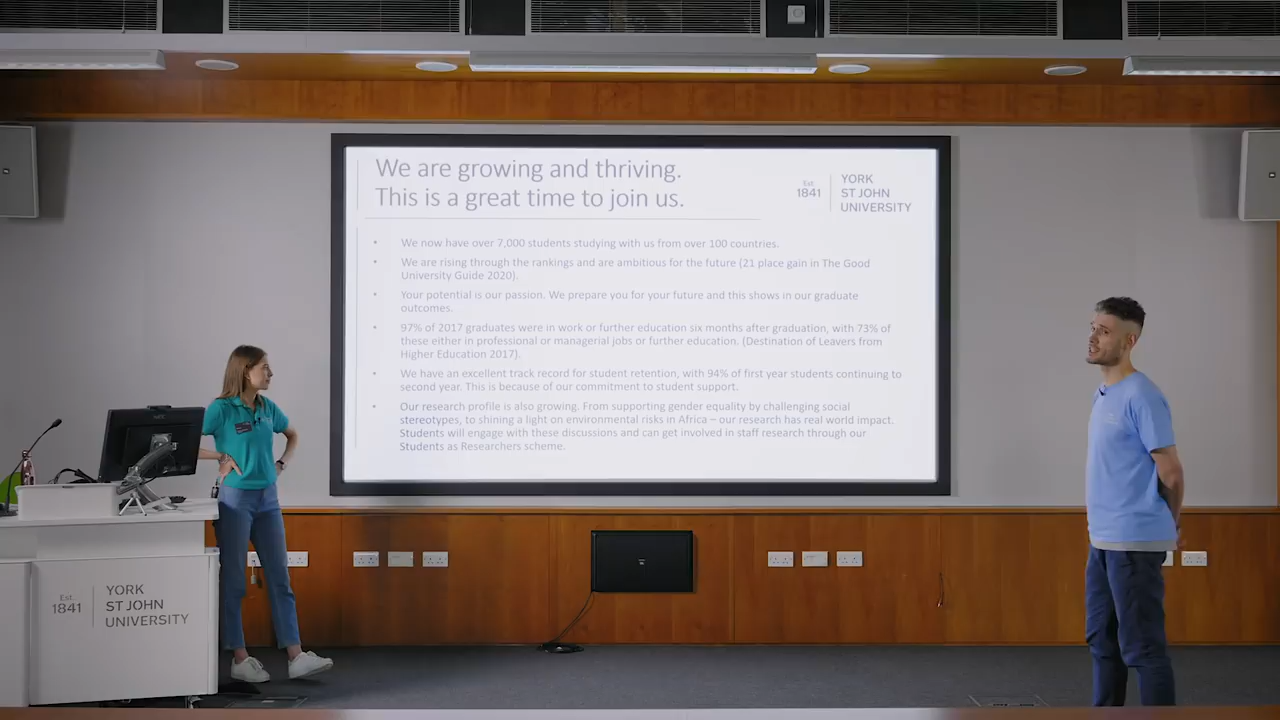 We are growing and thriving.
This is a great time to join us.
Est.
1841
YORK
ST JOHN
UNIVERSITY
• We now have over 7,000 students studying with us from over 100 countries.
• We are rising through the rankings and are ambitious for the future (21 place gain in The Good
University Guide 2020).
• Your potential is our passion. We prepare you for your future and this shows in our graduate
outcomes.
• 97% of 2017 graduates were in work or further education six months after graduation, with 73% of
these either in professional or managerial jobs or further education. (Destination of Leavers from
Higher Education 2017).
• We have an excellent track record for student retention, with 94% of first year students continuing to
second year. This is because of our commitment to student support.
• Our research profile is also growing. From supporting gender equality by challenging social
stereotypes, to shining a light on environmental risks in Africa – our research has real world impact.
Students will engage with these discussions and can get involved in staff research through our
Students as Researchers scheme.
Est.
1841
YORK
ST JOHN
UNIVERSITY